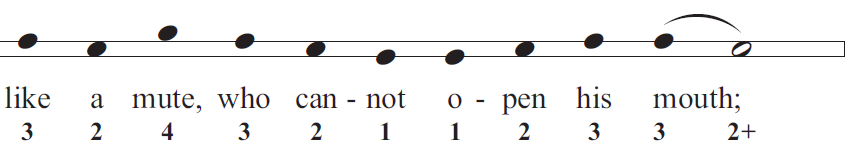 like a mute, who can - not o - pen his mouth;
3 2 4 3 2 1 1 2 3 3 2+